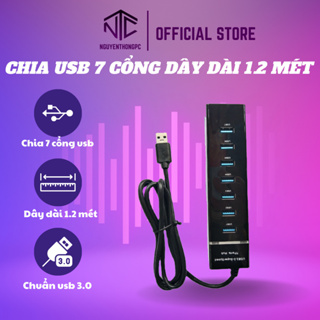 NTC
NGUYENTHONGPC
OFFICIAL STORE
CHIA USB 7 CỔNG DÂY DÀI 1.2 MÉT
Chia 7 cổng usb
Dây dài 1.2 mét
3.0
Chuẩn usb 3.0